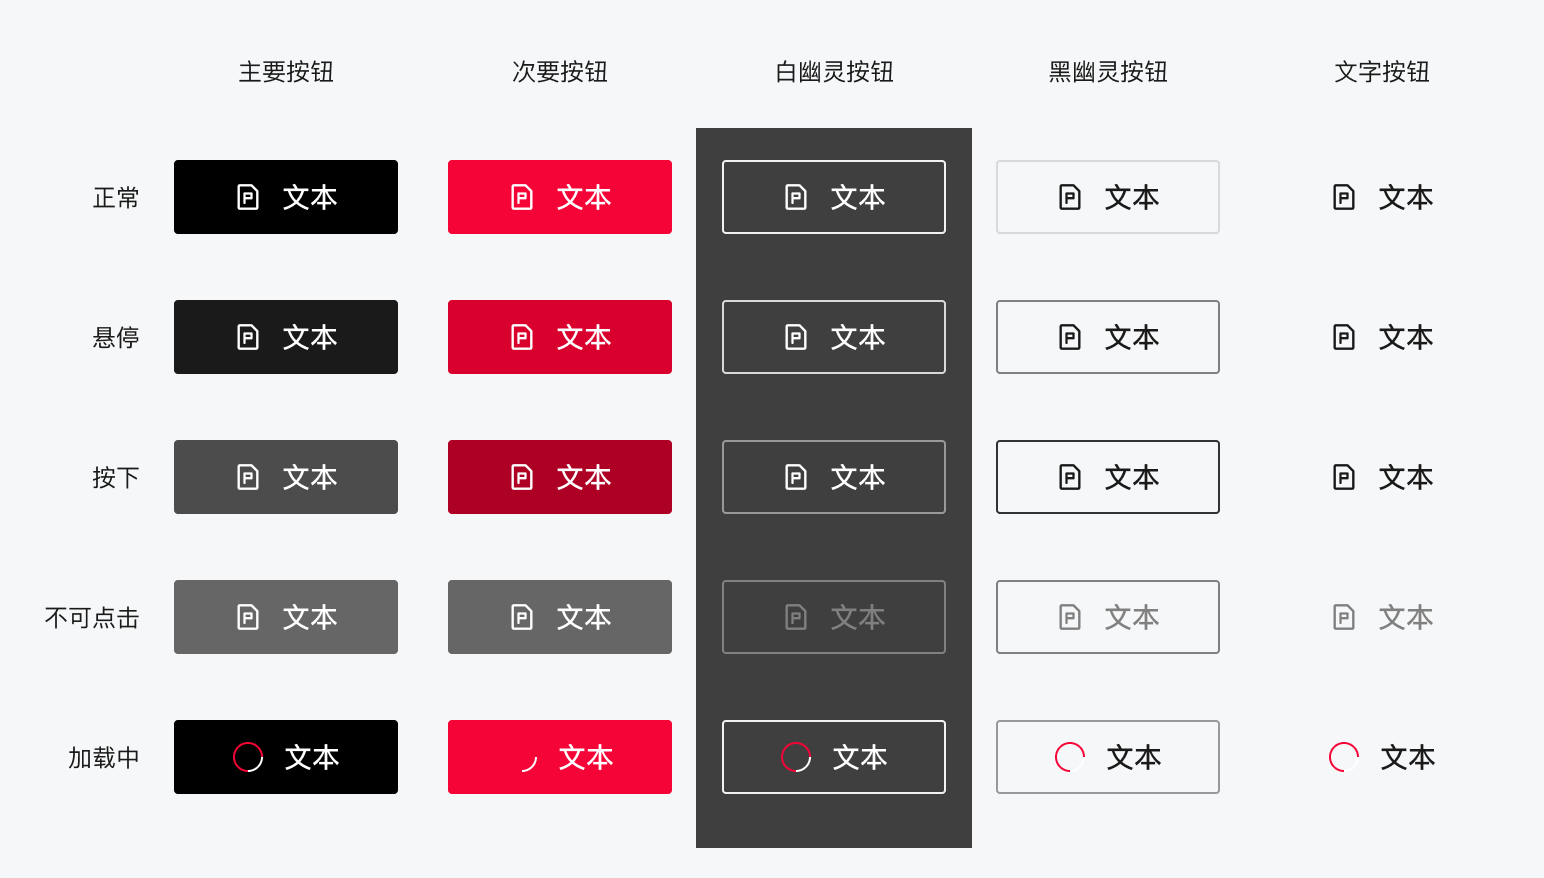 主要按钮 次要按钮 白幽灵按钮 黑幽灵按钮 文字按钮
正常 P 文本 P 文本 P 文本 P 文本 P 文本
悬停 P 文本 P 文本 P 文本 P 文本 P 文本
按下 P 文本 P 文本 P 文本 P 文本 P 文本
不可点击 P 文本 P 文本 P 文本 P 文本 P 文本
加载中 文本 文本 文本 文本 文本